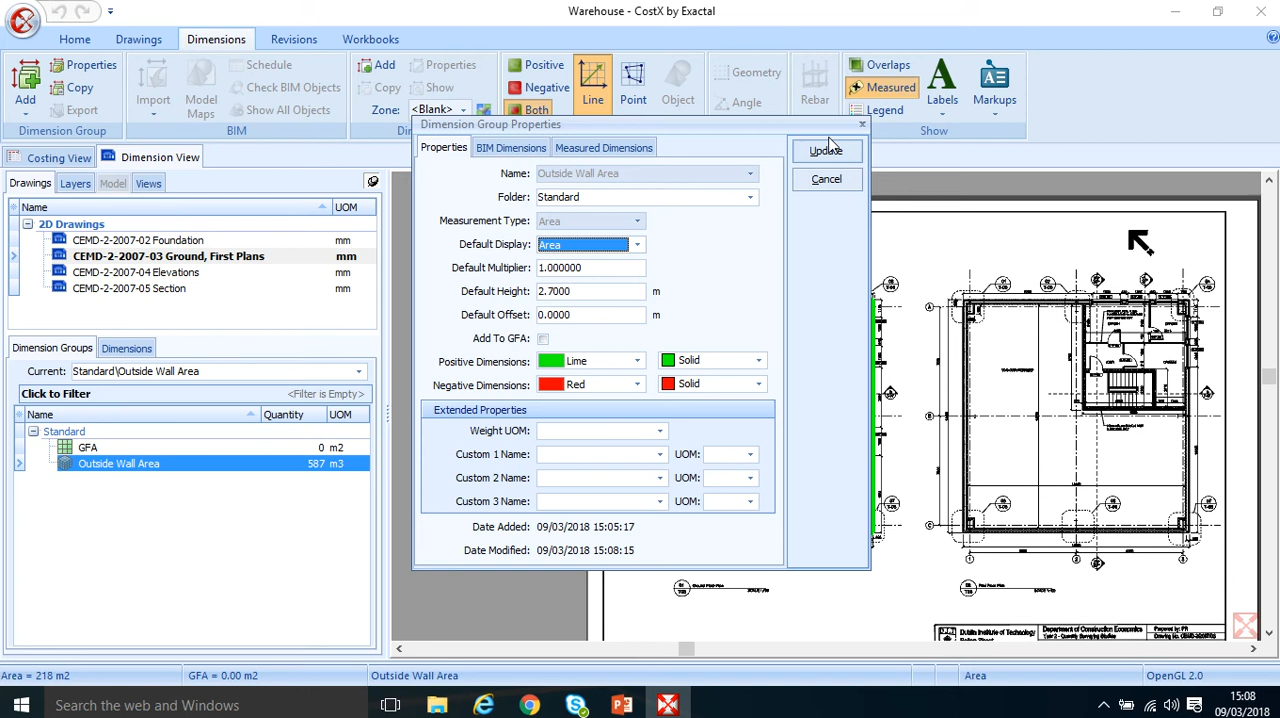 Warehouse - CostX by Exactal
Home Drawings Dimensions Revisions Workbooks
Properties Schedule Add Properties Positive Geometry Overlaps
Add Copy Import Model Maps Check BIM/Objects Copy Show Negative Line Point Object Angle Rebar Measured Labels Markups
Export Show All Objects Zone: <Blank> Both Legend
Dimension Group BIM Show
Dimension Group Properties
Costing View Dimension View
Properties BIM Dimensions Measured Dimensions
Update
Cancel
Drawings Layers Model Views
Name UOM
2D Drawings
CEMD-2-2007-02 Foundation mm
CEMD-2-2007-03 Ground, First Plans mm
CEMD-2-2007-04 Elevations mm
CEMD-2-2007-05 Section mm
Name: Outside Wall Area
Folder: Standard
Measurement Type: Area
Default Display: Area
Default Multiplier: 1.000000
Default Height: 2.7000 m
Default Offset: 0.0000 m
Add To GFA:
Positive Dimensions: Lime Solid
Negative Dimensions: Red Solid
Extended Properties
Weight UOM:
Custom 1 Name: UOM:
Custom 2 Name: UOM:
Custom 3 Name: UOM:
Date Added: 09/03/2018 15:05:17
Date Modified: 09/03/2018 15:08:15
Dimension Groups Dimensions
Current: Standard\Outside Wall Area
Click to Filter <Filter is Empty>
Name Quantity UOM
Standard
GFA 0 m2
Outside Wall Area 587 m3
Dublin Institute of Technology Department of Construction Economics
Area = 218 m2 GFA = 0.00 m2 Outside Wall Area Area OpenGL 2.0
Search the web and Windows
15:08
09/03/2018